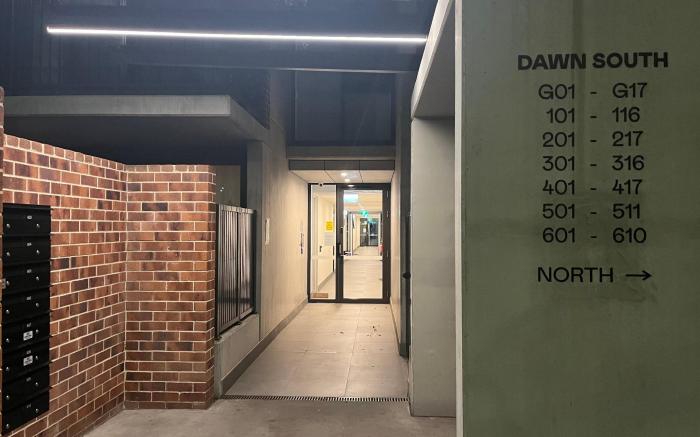 DAWN SOUTH
G01 - G17
101 - 116
201 - 217
301 - 316
401 - 417
501 - 511
601 - 610
NORTH →